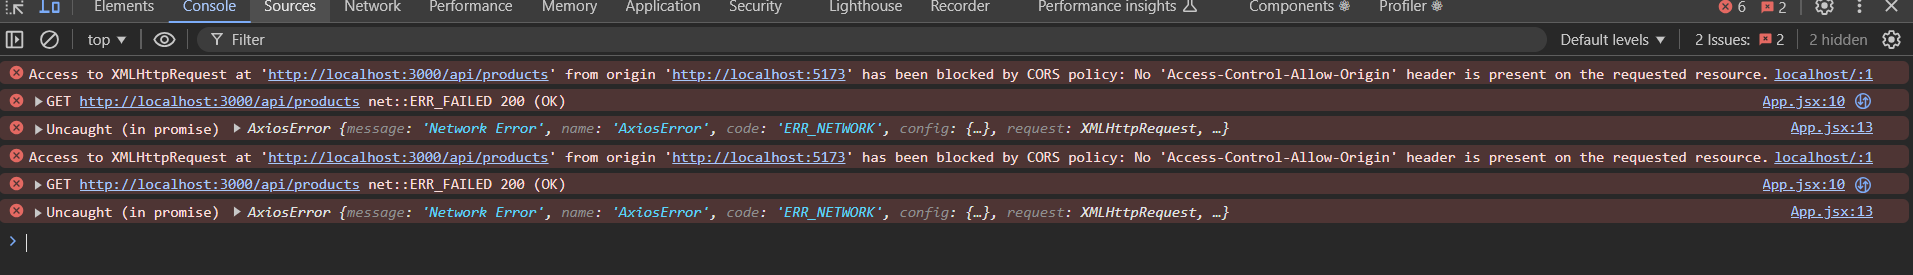 Elements Console Sources Network Performance Memory Application Security Lighthouse Recorder Performance insights Components Profiler 6 2
top Filter Default levels 2 Issues: 2 2 hidden
Access to XMLHttpRequest at 'http://localhost:3000/api/products' from origin 'http://localhost:5173' has been blocked by CORS policy: No 'Access-Control-Allow-Origin' header is present on the requested resource. localhost/:1
GET http://localhost:3000/api/products net::ERR_FAILED 200 (OK) App.jsx:10
Uncaught (in promise) AxiosError {message: 'Network Error', name: 'AxiosError', code: 'ERR_NETWORK', config: {…}, request: XMLHttpRequest, …} App.jsx:13
Access to XMLHttpRequest at 'http://localhost:3000/api/products' from origin 'http://localhost:5173' has been blocked by CORS policy: No 'Access-Control-Allow-Origin' header is present on the requested resource. localhost/:1
GET http://localhost:3000/api/products net::ERR_FAILED 200 (OK) App.jsx:10
Uncaught (in promise) AxiosError {message: 'Network Error', name: 'AxiosError', code: 'ERR_NETWORK', config: {…}, request: XMLHttpRequest, …} App.jsx:13